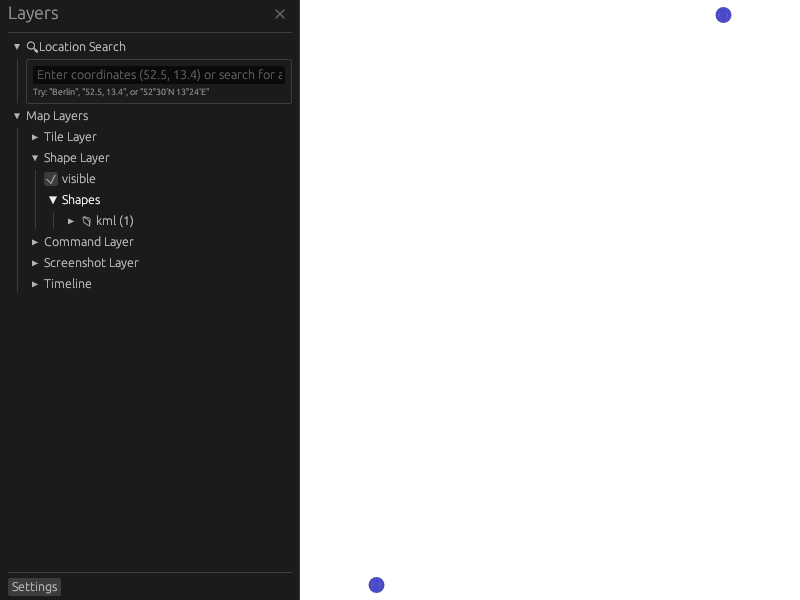 Layers
Location Search
Enter coordinates (52.5, 13.4) or search for a
Try: "Berlin", "52.5, 13.4", or "52°30'N 13°24'E"
Map Layers
Tile Layer
Shape Layer
visible
Shapes
kml (1)
Command Layer
Screenshot Layer
Timeline
Settings